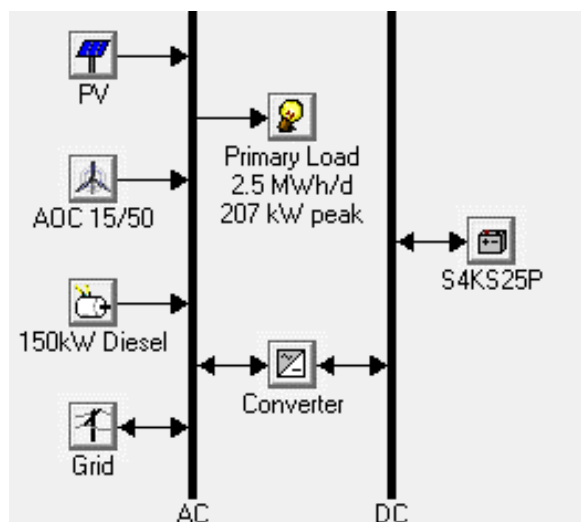 PV
Primary Load
2.5 MWh/d
207 kW peak
AOC 15/50
S4KS25P
150kW Diesel
Converter
Grid
AC
DC